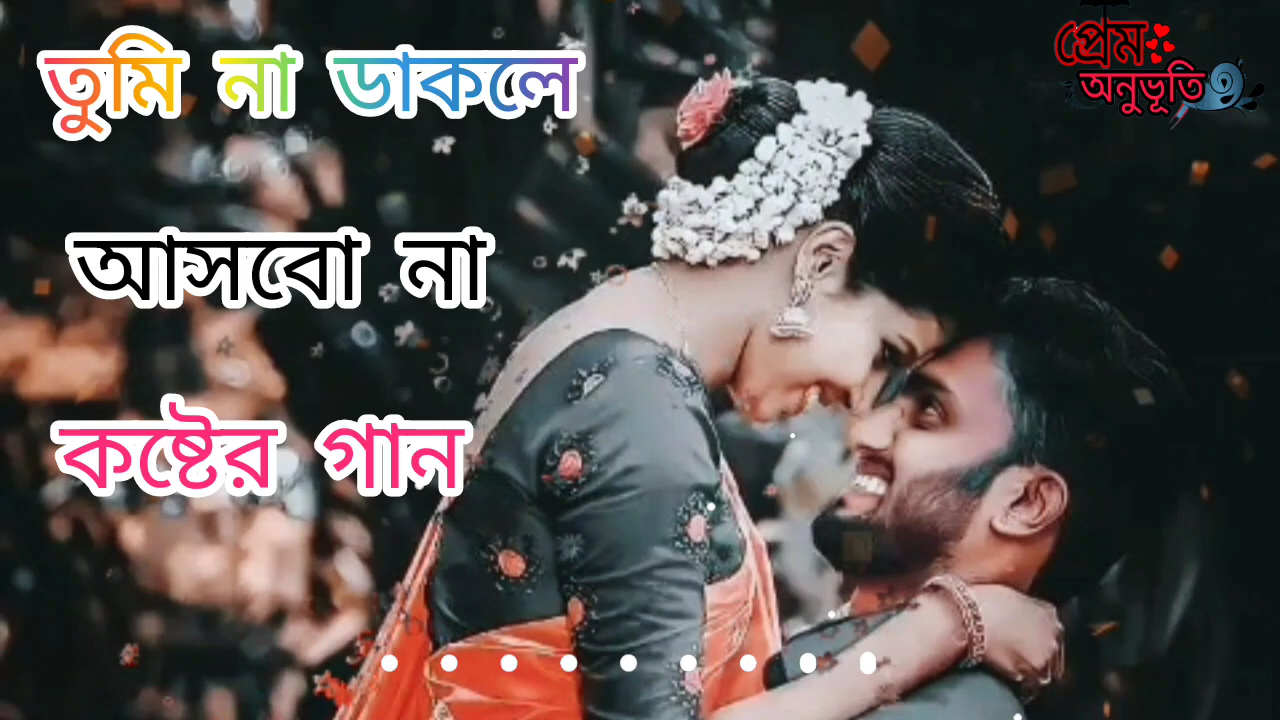 তুমি না ডাকলে
আসবো না
কষ্টের গান
প্রেম
অনুভূতি